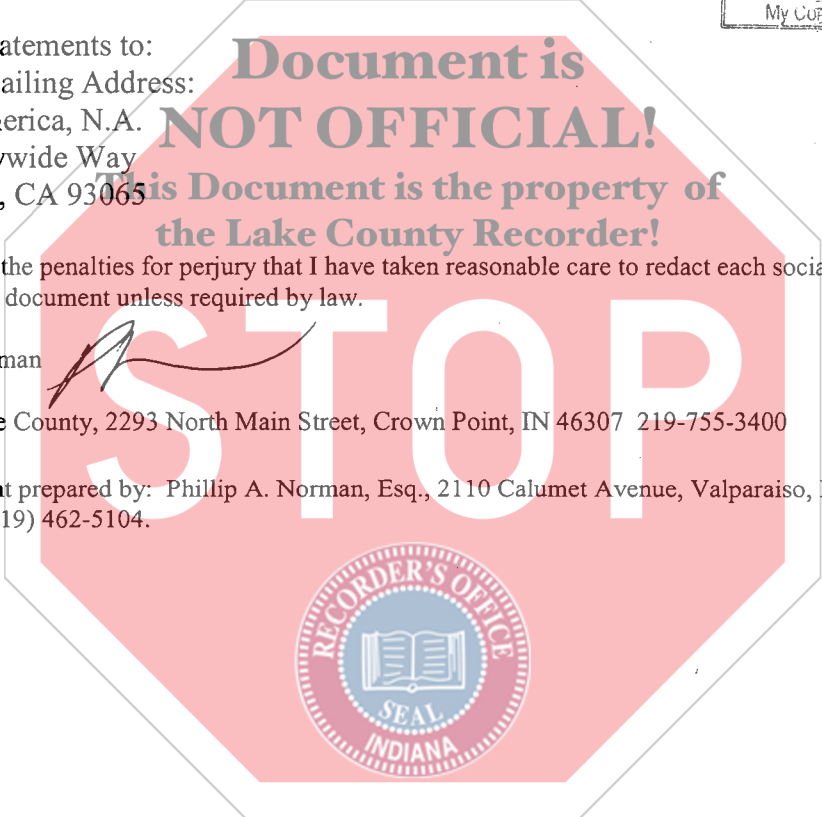 My
atements to:
ailing Address:
erica, N.A.
wide Way
, CA 93065
Document is
NOT OFFICIAL!
This Document is the property of
the Lake County Recorder!
the penalties for perjury that I have taken reasonable care to redact each socia
document unless required by law.
man
STOP
e County, 2293 North Main Street, Crown Point, IN 46307 219-755-3400
t prepared by: Phillip A. Norman, Esq., 2110 Calumet Avenue, Valparaiso,
19) 462-5104.
RECORDER'S OFFICE
SEAL
INDIANA